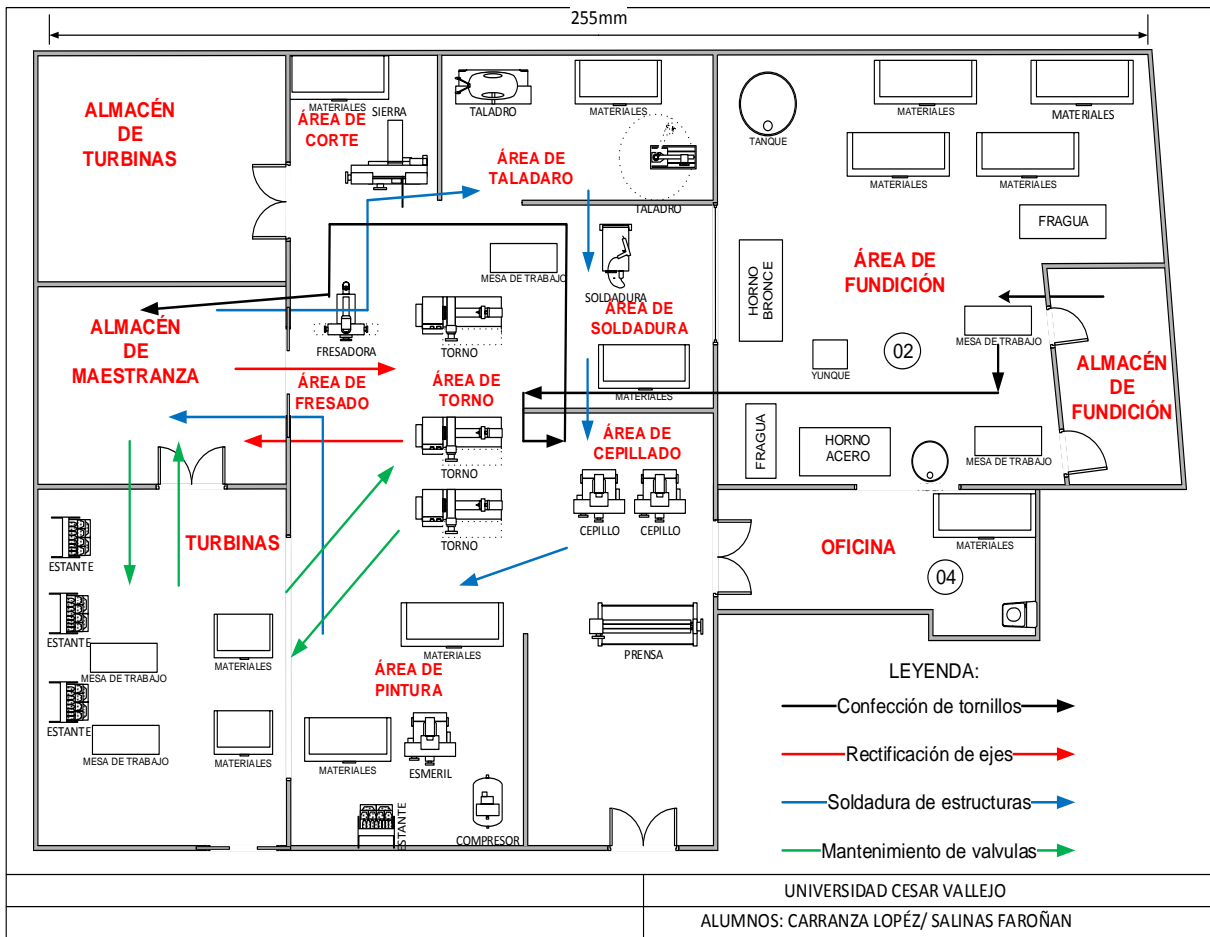 255mm
ALMACÉN
DE
TURBINAS
MATERIALES
ÁREA DE
CORTE
SIERRA
TALADRO
MATERIALES
ÁREA DE
TALADARO
TALADRO
TANQUE
MATERIALES
MATERIALES
MATERIALES
MATERIALES
FRAGUA
HORNO
BRONCE
ÁREA DE
FUNDICIÓN
MESA DE TRABAJO
SOLDADURA
ÁREA DE
SOLDADURA
MATERIALES
ALMACÉN
DE
MAESTRANZA
FRESADORA
ÁREA DE
FRESADO
TORNO
ÁREA DE
TORNO
TORNO
TORNO
02
MESA DE TRABAJO
YUNQUE
ALMACÉN
DE
FUNDICIÓN
FRAGUA
HORNO
ACERO
MESA DE TRABAJO
ÁREA DE
CEPILLADO
CEPILLO
CEPILLO
TURBINAS
ESTANTE
ESTANTE
MESA DE TRABAJO
MATERIALES
ESTANTE
MESA DE TRABAJO
MATERIALES
OFICINA
MATERIALES
04
MATERIALES
ÁREA DE
PINTURA
PRENSA
MATERIALES
ESMERIL
ESTANTE
COMPRESOR
LEYENDA:
Confección de tornillos
Rectificación de ejes
Soldadura de estructuras
Mantenimiento de valvulas
UNIVERSIDAD CESAR VALLEJO
ALUMNOS: CARRANZA LOPÉZ/ SALINAS FAROÑAN